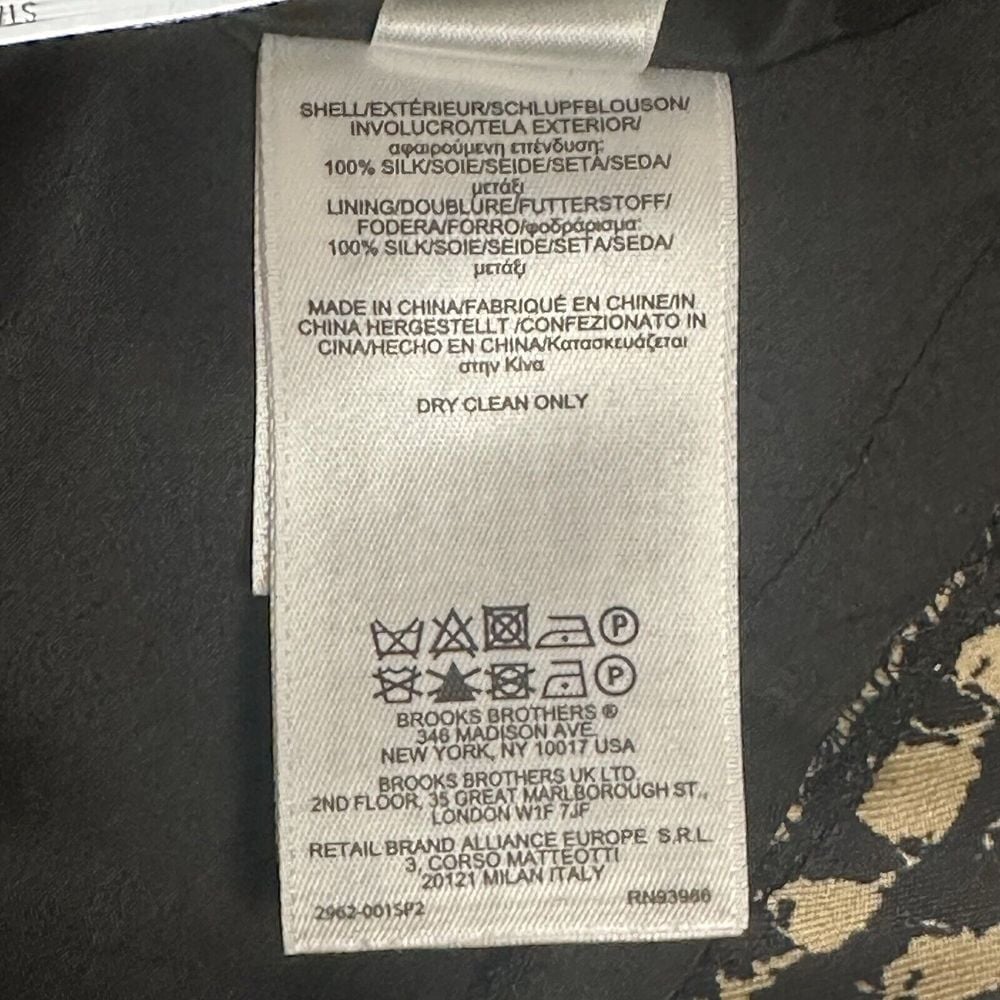 SHELL/EXTÉRIEUR/SCHLUPFBLOUSON/
INVOLUCRO/TELA EXTERIOR/
αφαιρούμενη επένδυση:
100% SILK/SOIE/SEIDE/SETA/SEDA/
μετάξι
LINING/DOUBLURE/FUTTERSTOFF/
FODERA/FORRO/φοδράρισμα:
100% SILK/SOIE/SEIDE/SETA/SEDA/
μετάξι
MADE IN CHINA/FABRIQUÉ EN CHINE/IN
CHINA HERGESTELLT /CONFEZIONATO IN
CINA/HECHO EN CHINA/Κατασκευάζεται
στην Κίνα
DRY CLEAN ONLY
P
P
BROOKS BROTHERS ®
346 MADISON AVE.
NEW YORK, NY 10017 USA
BROOKS BROTHERS UK LTD.
2ND FLOOR, 35 GREAT MARLBOROUGH ST.,
LONDON W1F 7JF
RETAIL BRAND ALLIANCE EUROPE S.R.L.
3, CORSO MATTEOTTI
20121 MILAN ITALY
2962-001SP2 RN93966